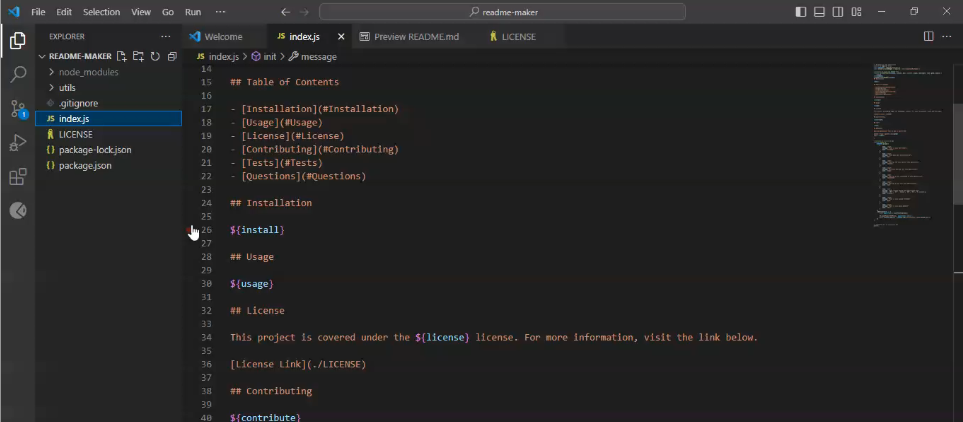 File Edit Selection View Go Run ··· readme-maker
EXPLORER ···
README-MAKER
node_modules
utils
.gitignore
JS index.js
LICENSE
{} package-lock.json
{} package.json
1
Welcome JS index.js Preview README.md LICENSE
JS index.js > init > message
14
15 ## Table of Contents
16
17 - [Installation](#Installation)
18 - [Usage](#Usage)
19 - [License](#License)
20 - [Contributing](#Contributing)
21 - [Tests](#Tests)
22 - [Questions](#Questions)
23
24 ## Installation
25
26 ${install}
27
28 ## Usage
29
30 ${usage}
31
32 ## License
33
34 This project is covered under the ${license} license. For more information, visit the link below.
35
36 [License Link](./LICENSE)
37
38 ## Contributing
39
40 ${contribute}